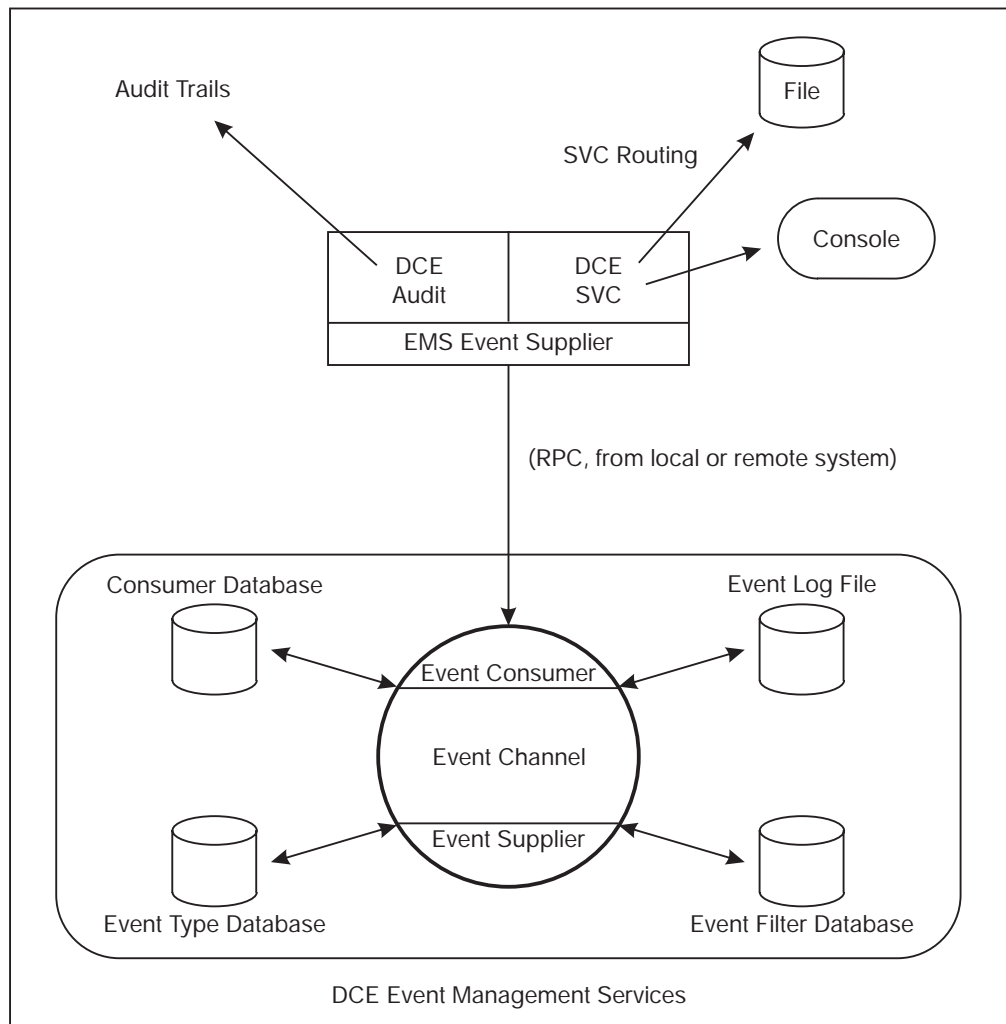 File
Audit Trails
SVC Routing
Console
DCE
Audit
DCE
SVC
EMS Event Supplier
(RPC, from local or remote system)
Consumer Database
Event Log File
Event Consumer
Event Channel
Event Supplier
Event Type Database
Event Filter Database
DCE Event Management Services